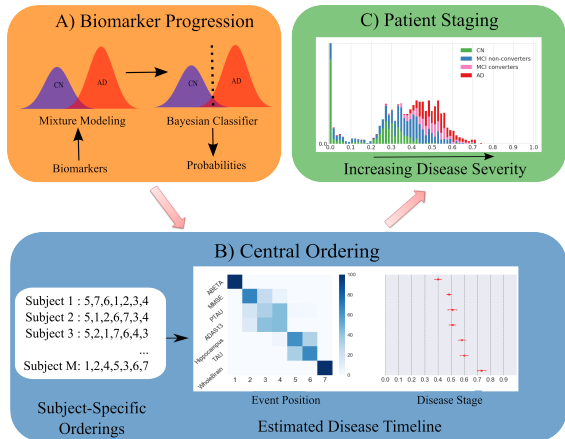 A) Biomarker Progression
CN
AD
CN
AD
Mixture Modeling
Bayesian Classifier
Biomarkers
Probabilities
C) Patient Staging
CN
MCI non-converters
MCI converters
AD
0.0
0.0 0.1 0.2 0.3 0.4 0.5 0.6 0.7 0.8 0.9 1.0
Increasing Disease Severity
B) Central Ordering
Subject 1 : 5,7,6,1,2,3,4
Subject 2 : 5,1,2,6,7,3,4
Subject 3 : 5,2,1,7,6,4,3
...
Subject M: 1,2,4,5,3,6,7
Subject-Specific
Orderings
ABETA
MMSE
PTAU
ADAS13
Hippocampus
TAU
WholeBrain
1 2 3 4 5 6 7
100
80
60
40
20
0
Event Position
0.0 0.1 0.2 0.3 0.4 0.5 0.6 0.7 0.8 0.9
Disease Stage
Estimated Disease Timeline